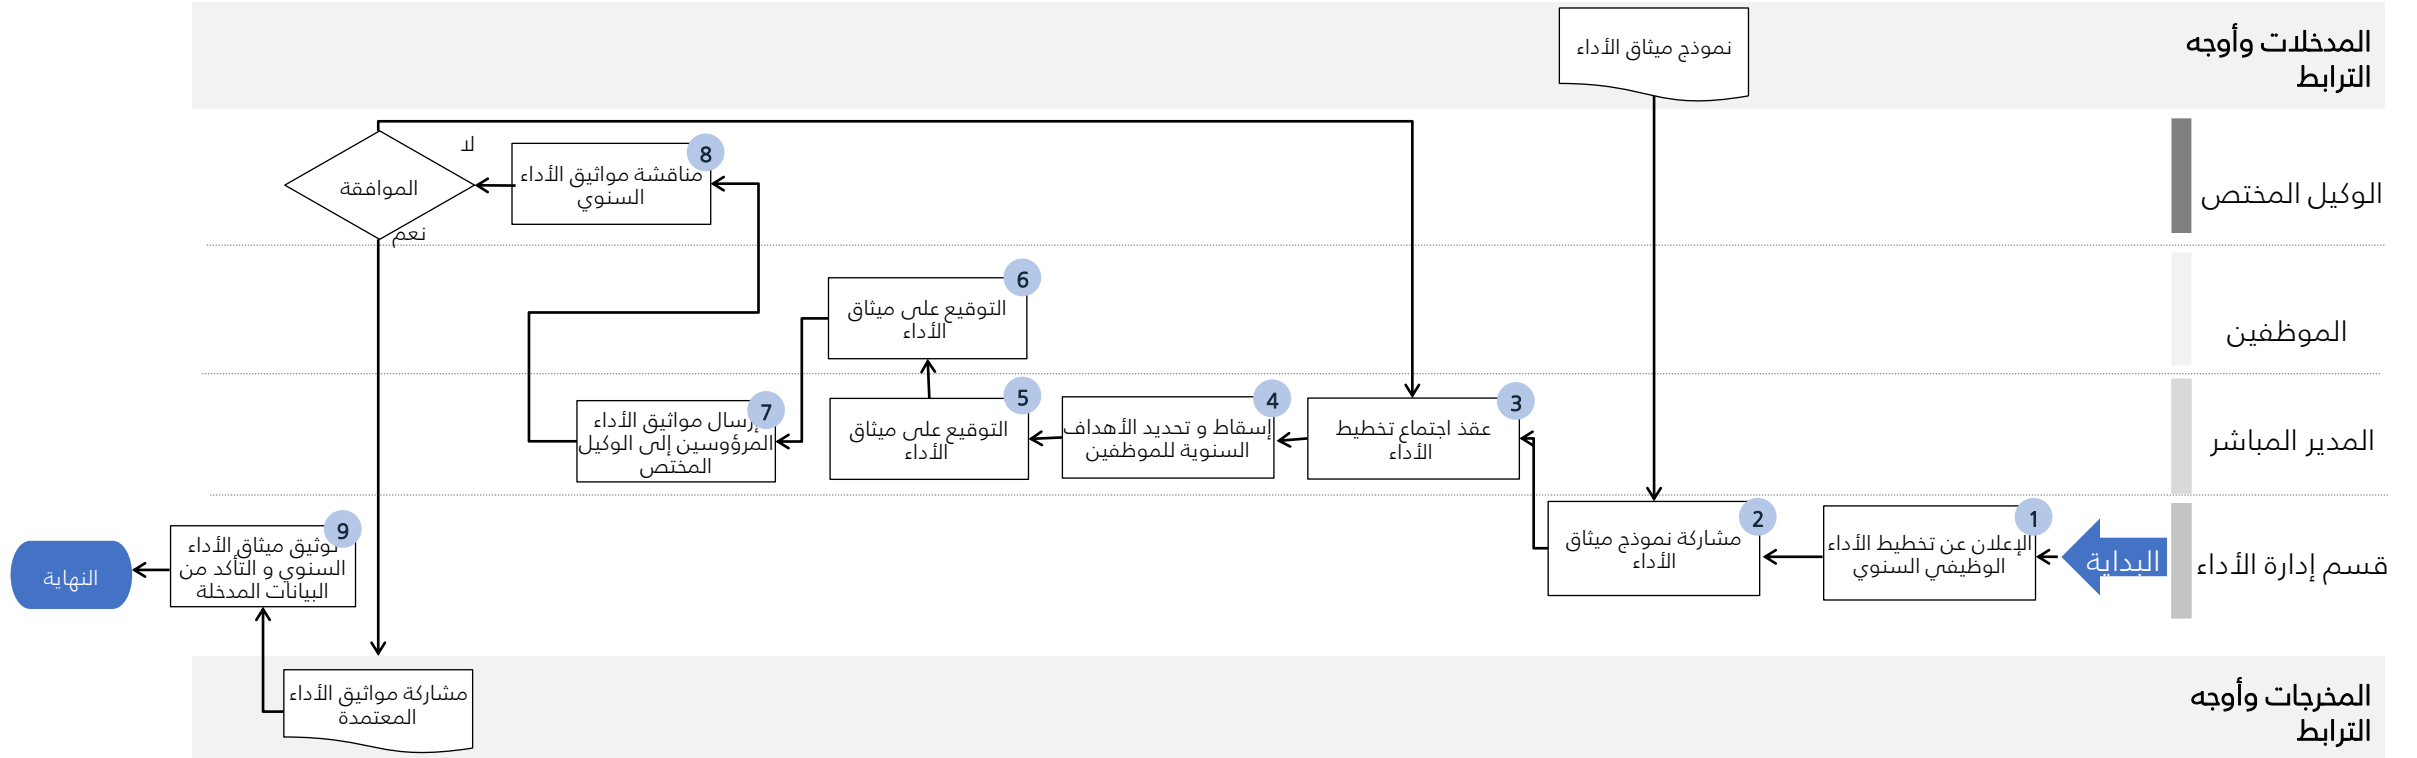 المدخلات وأوجه
الترابط
نموذج ميثاق الأداء
الوكيل المختص
8
مناقشة مواثيق الأداء
السنوي
لا
الموافقة
نعم
الموظفين
6
التوقيع على ميثاق
الأداء
المدير المباشر
3
عقذ اجتماع تخطيط
الأداء
4
إسقاط و تحديد الأهداف
السنوية للموظفين
5
التوقيع على ميثاق
الأداء
7
إرسال مواثيق الأداء
المرؤوسين إلى الوكيل
المختص
قسم إدارة الأداء
البداية
1
الإعلان عن تخطيط الأداء
الوظيفي السنوي
2
مشاركة نموذج ميثاق
الأداء
9
توثيق ميثاق الأداء
السنوي و التأكد من
البيانات المدخلة
النهاية
المخرجات وأوجه
الترابط
مشاركة مواثيق الأداء
المعتمدة